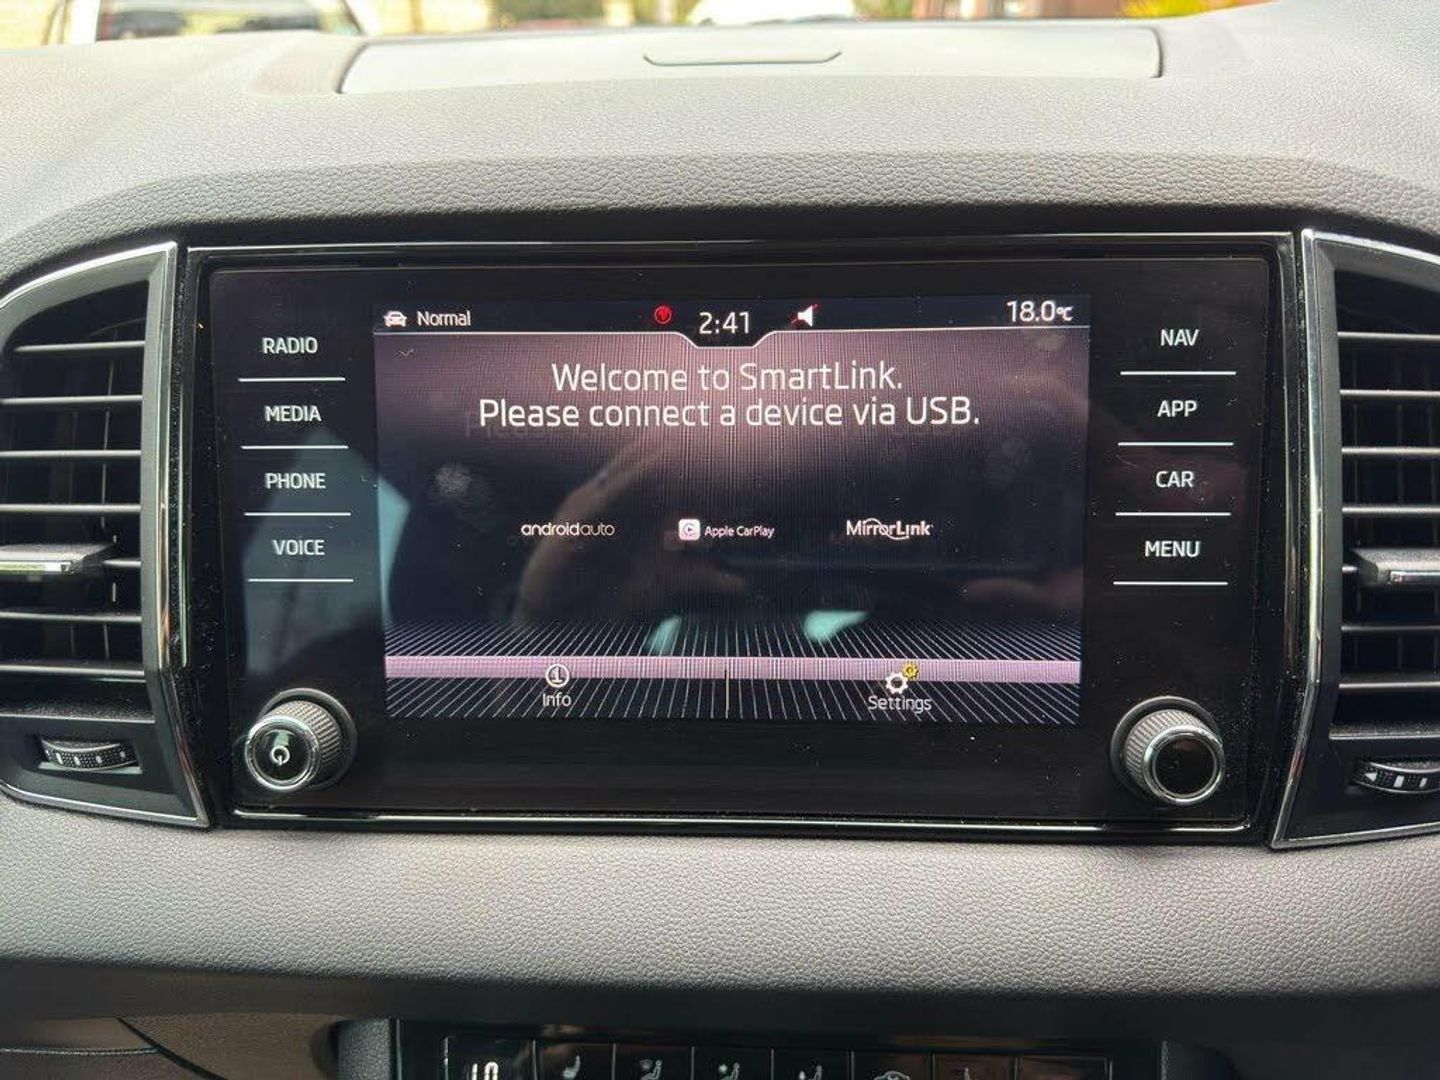 Normal
2:41
18.0°C
RADIO
MEDIA
PHONE
VOICE
Welcome to SmartLink.
Please connect a device via USB.
androidauto
Apple CarPlay
MirrorLink
Info
Settings
NAV
APP
CAR
MENU